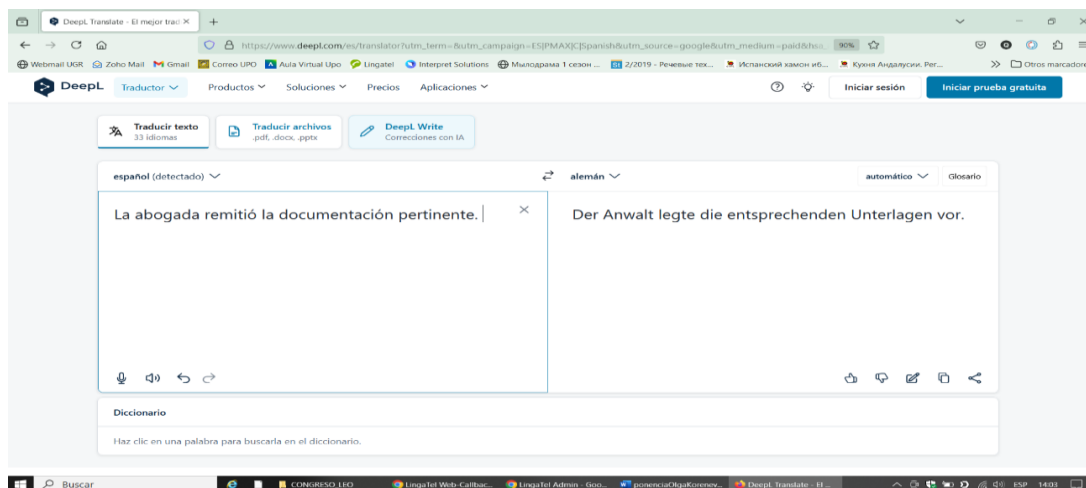 DeepL Translate - El mejor trad
https://www.deepl.com/es/translator?utm_term=&utm_campaign=ES|PMAX|C|Spanish&utm_source=google&utm_medium=paid&hsa 90%
Webmail UGR Zoho Mail Gmail Correo UPO Aula Virtual Upo Lingatel Interpret Solutions Мылодрама 1 сезон ... 2/2019 - Речевые тех... Испанский хамон иб... Кухня Андалусии. Рег... Otros marcadores
DeepL Traductor Productos Soluciones Precios Aplicaciones Iniciar sesión Iniciar prueba gratuita
Traducir texto Traducir archivos DeepL Write
33 idiomas .pdf, .docx, .pptx Correcciones con IA
español (detectado) alemán automático Glosario
La abogada remitió la documentación pertinente. Der Anwalt legte die entsprechenden Unterlagen vor.
Diccionario
Haz clic en una palabra para buscarla en el diccionario.
Buscar CONGRESO_LEO LingaTel Web-Callbac... LingaTel Admin - Goo... ponenciaOlgaKorenev... DeepL Translate - El ... ESP 14:03